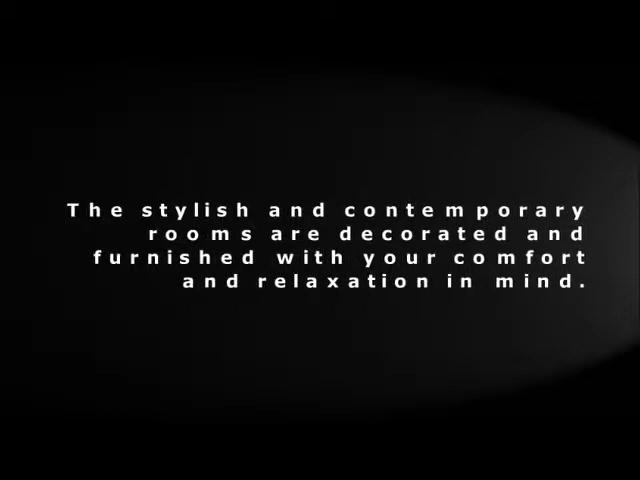 The stylish and contemporary
rooms are decorated and
furnished with your comfort
and relaxation in mind.